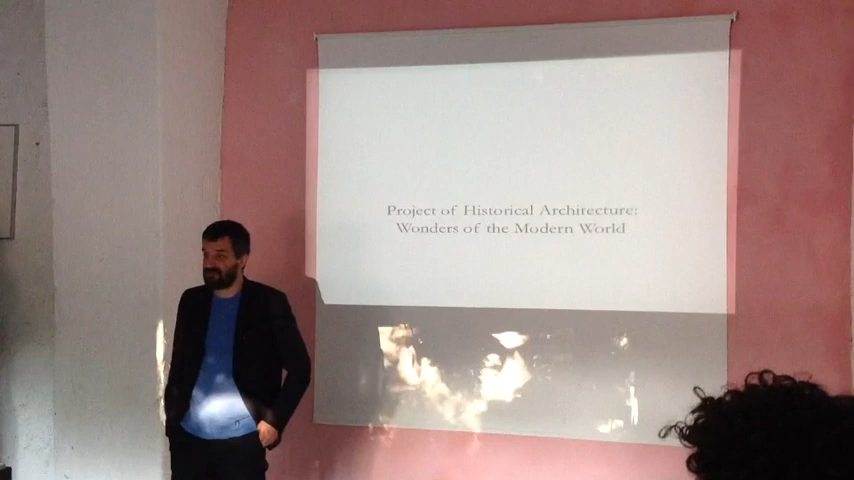 Project of Historical Architecture:
Wonders of the Modern World